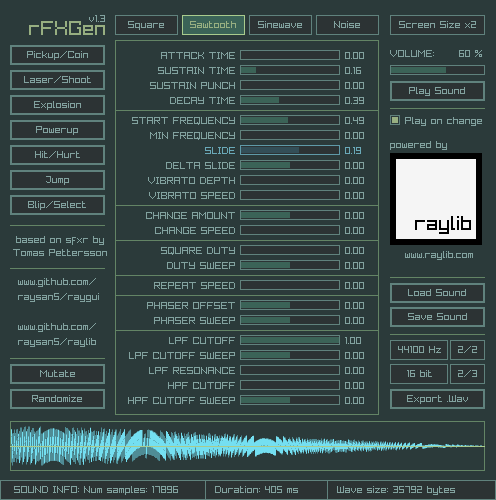 rFXGen v1.3
Pickup/Coin
Laser/Shoot
Explosion
Powerup
Hit/Hurt
Jump
Blip/Select
based on sfxr by
Tomas Pettersson
www.github.com/
raysan5/raygui
www.github.com/
raysan5/raylib
Mutate
Randomize
Square Sawtooth Sinewave Noise
ATTACK TIME 0.00
SUSTAIN TIME 0.16
SUSTAIN PUNCH 0.00
DECAY TIME 0.39
START FREQUENCY 0.49
MIN FREQUENCY 0.00
SLIDE 0.19
DELTA SLIDE 0.00
VIBRATO DEPTH 0.00
VIBRATO SPEED 0.00
CHANGE AMOUNT 0.00
CHANGE SPEED 0.00
SQUARE DUTY 0.00
DUTY SWEEP 0.00
REPEAT SPEED 0.00
PHASER OFFSET 0.00
PHASER SWEEP 0.00
LPF CUTOFF 1.00
LPF CUTOFF SWEEP 0.00
LPF RESONANCE 0.00
HPF CUTOFF 0.00
HPF CUTOFF SWEEP 0.00
Screen Size x2
VOLUME: 60 %
Play Sound
Play on change
powered by
raylib
www.raylib.com
Load Sound
Save Sound
44100 Hz 2/2
16 bit 2/3
Export .Wav
SOUND INFO: Num samples: 17896 Duration: 405 ms Wave size: 35792 bytes